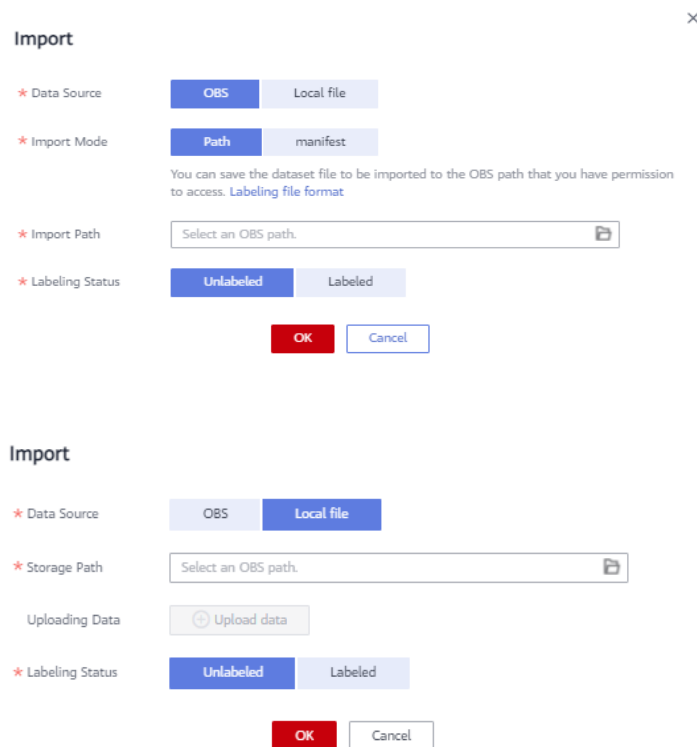 Import
* Data Source OBS Local file
* Import Mode Path manifest
You can save the dataset file to be imported to the OBS path that you have permission
to access. Labeling file format
* Import Path Select an OBS path.
* Labeling Status Unlabeled Labeled
OK Cancel
Import
* Data Source OBS Local file
* Storage Path Select an OBS path.
Uploading Data Upload data
* Labeling Status Unlabeled Labeled
OK Cancel